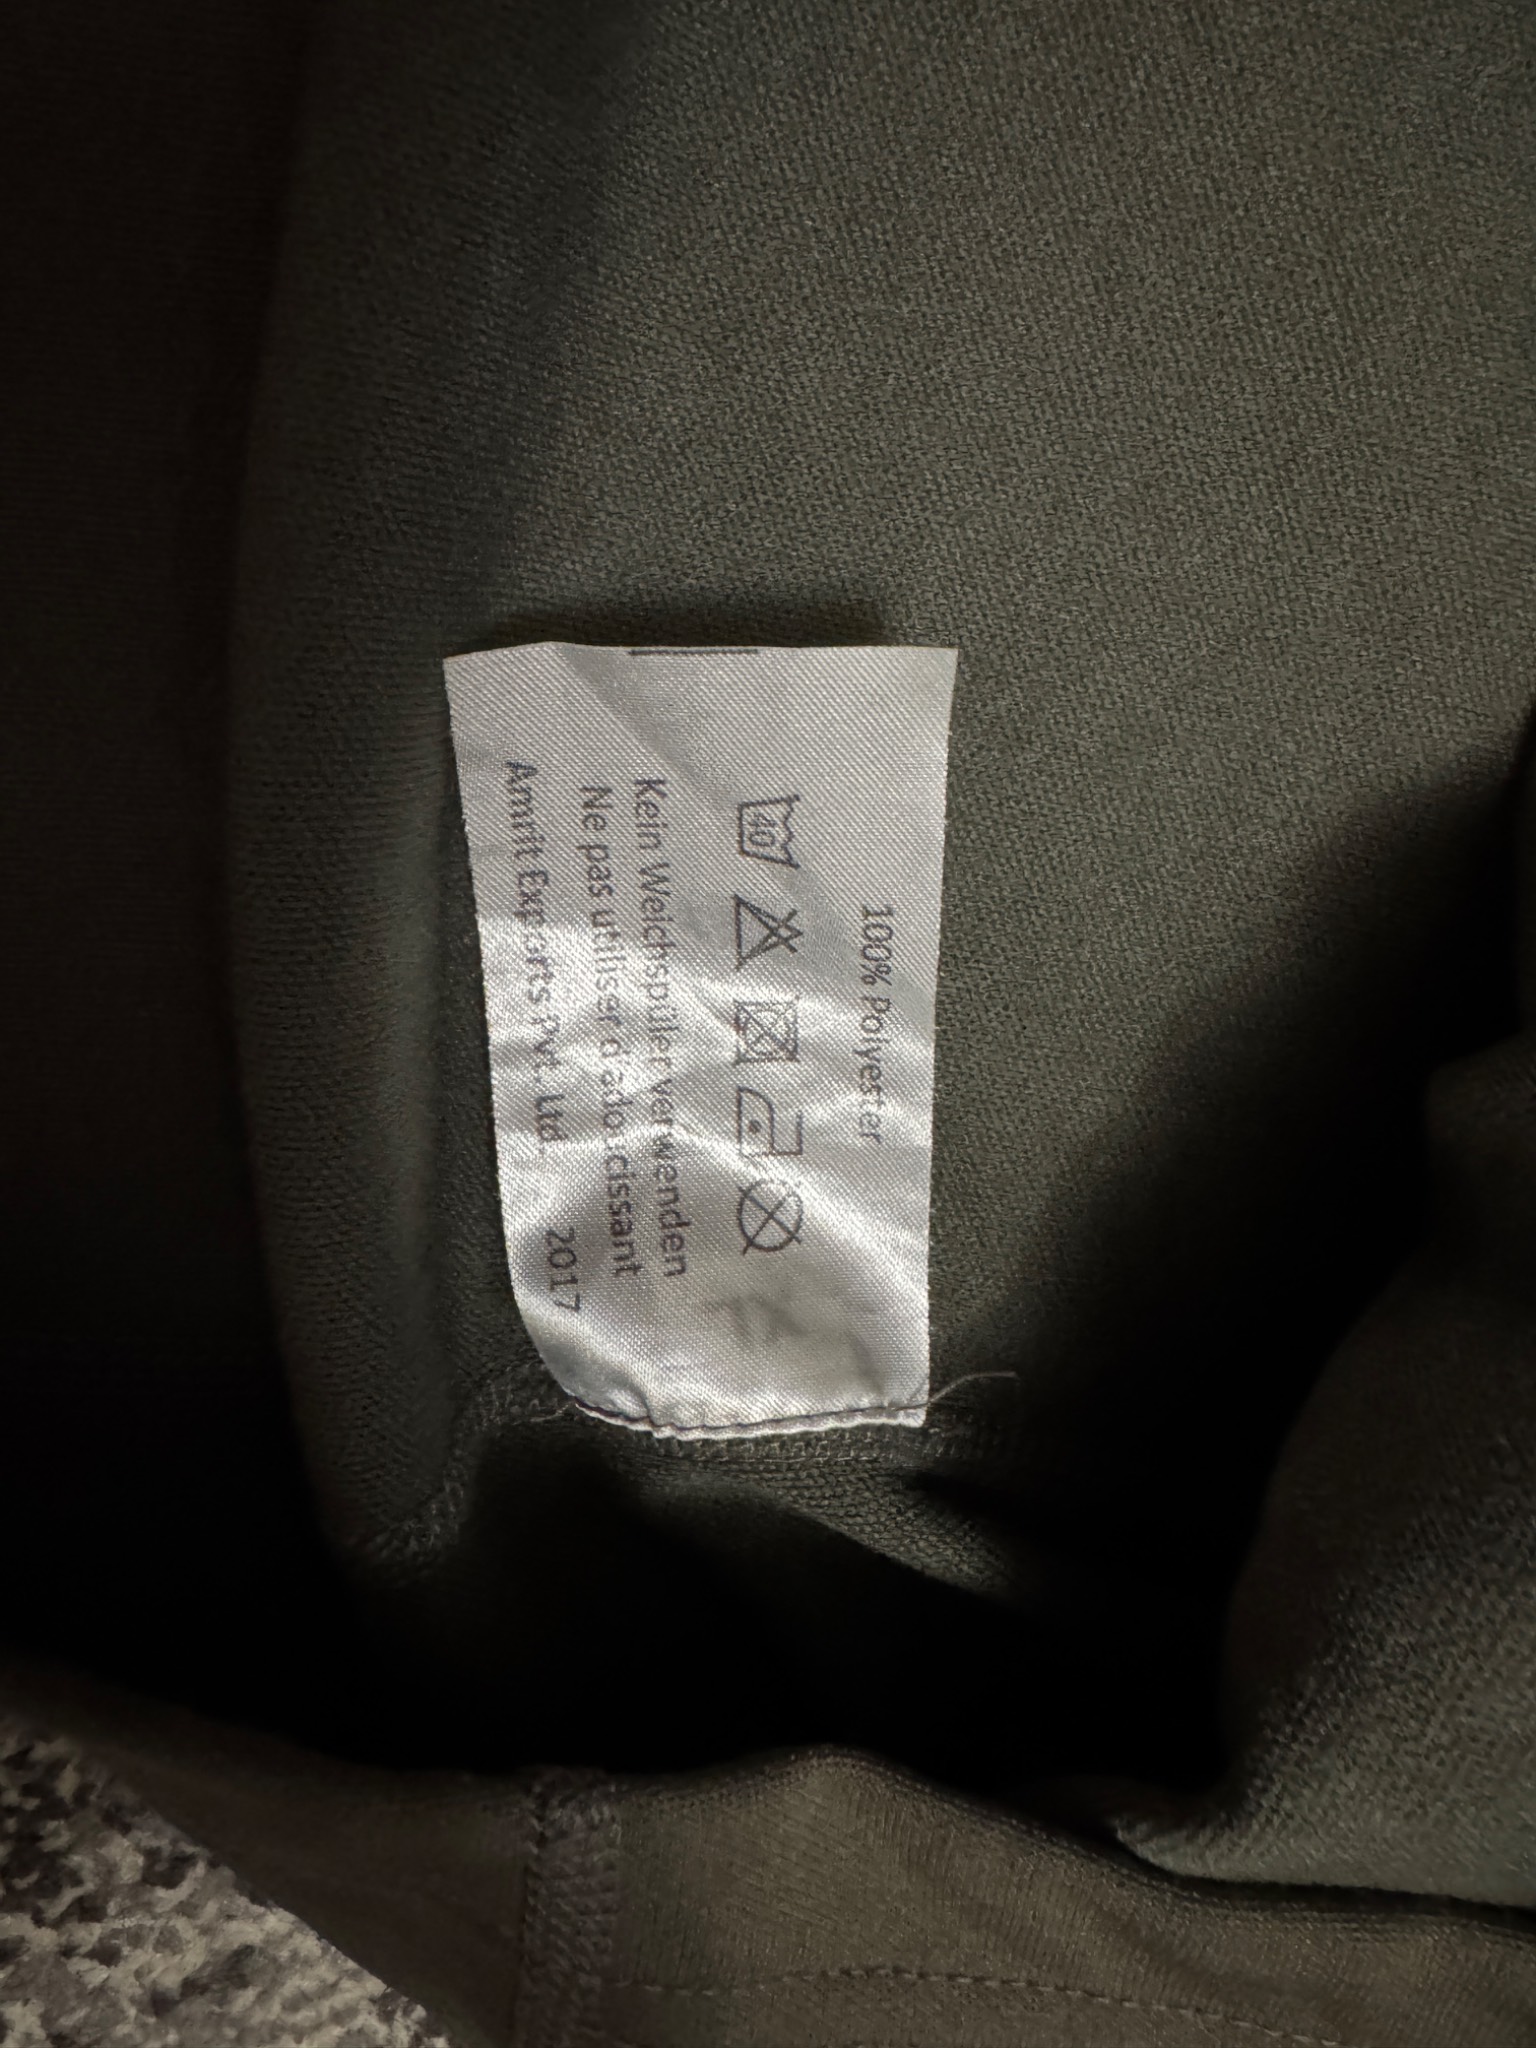 100% Polyester
40
Kein Weichspüler verwenden
Ne pas utiliser d'adoucissant
Amrit Exports Pvt. Ltd. 2017